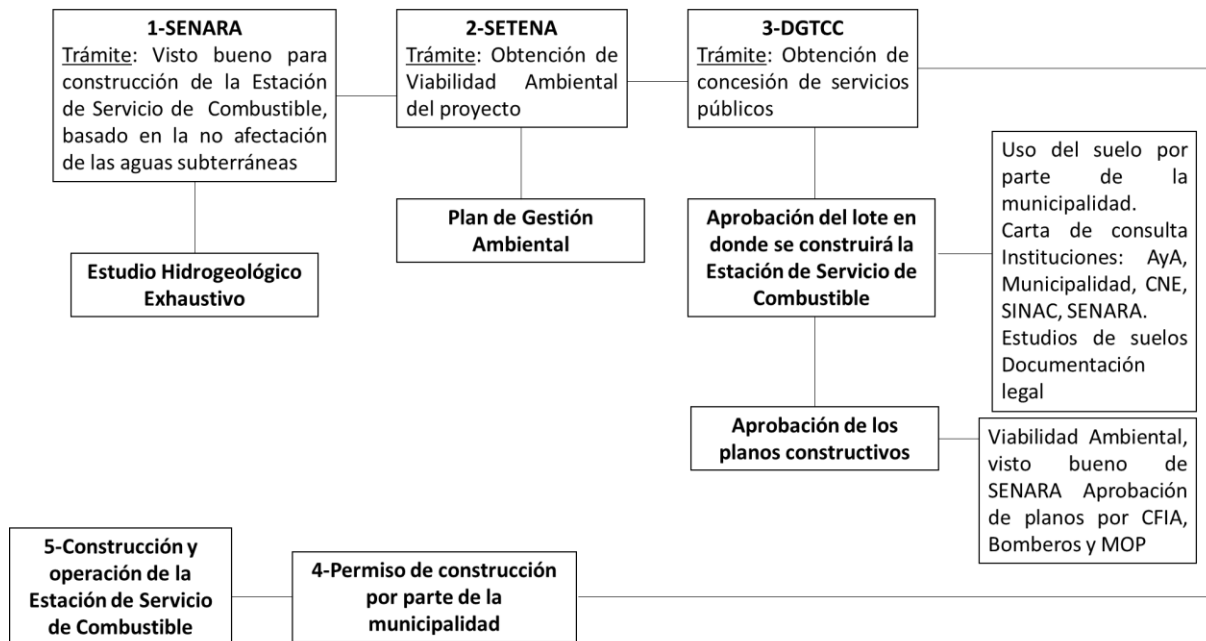 1-SENARA
Trámite: Visto bueno para
construcción de la Estación
de Servicio de Combustible,
basado en la no afectación
de las aguas subterráneas
2-SETENA
Trámite: Obtención de
Viabilidad Ambiental
del proyecto
3-DGTCC
Trámite: Obtención de
concesión de servicios
públicos
Estudio Hidrogeológico
Exhaustivo
Plan de Gestión
Ambiental
Aprobación del lote en
donde se construirá la
Estación de Servicio de
Combustible
Uso del suelo por
parte de la
municipalidad.
Carta de consulta
Instituciones: AyA,
Municipalidad, CNE,
SINAC, SENARA.
Estudios de suelos
Documentación
legal
Aprobación de los
planos constructivos
Viabilidad Ambiental,
visto bueno de
SENARA Aprobación
de planos por CFIA,
Bomberos y MOP
4-Permiso de construcción
por parte de la
municipalidad
5-Construcción y
operación de la
Estación de Servicio
de Combustible